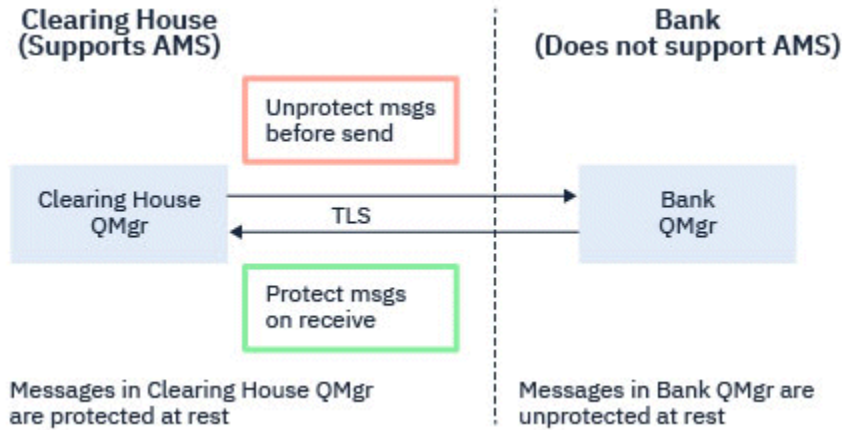 Clearing House
(Supports AMS)
Bank
(Does not support AMS)
Unprotect msgs
before send
Clearing House
QMgr
TLS
Bank
QMgr
Protect msgs
on receive
Messages in Clearing House QMgr
are protected at rest
Messages in Bank QMgr are
unprotected at rest